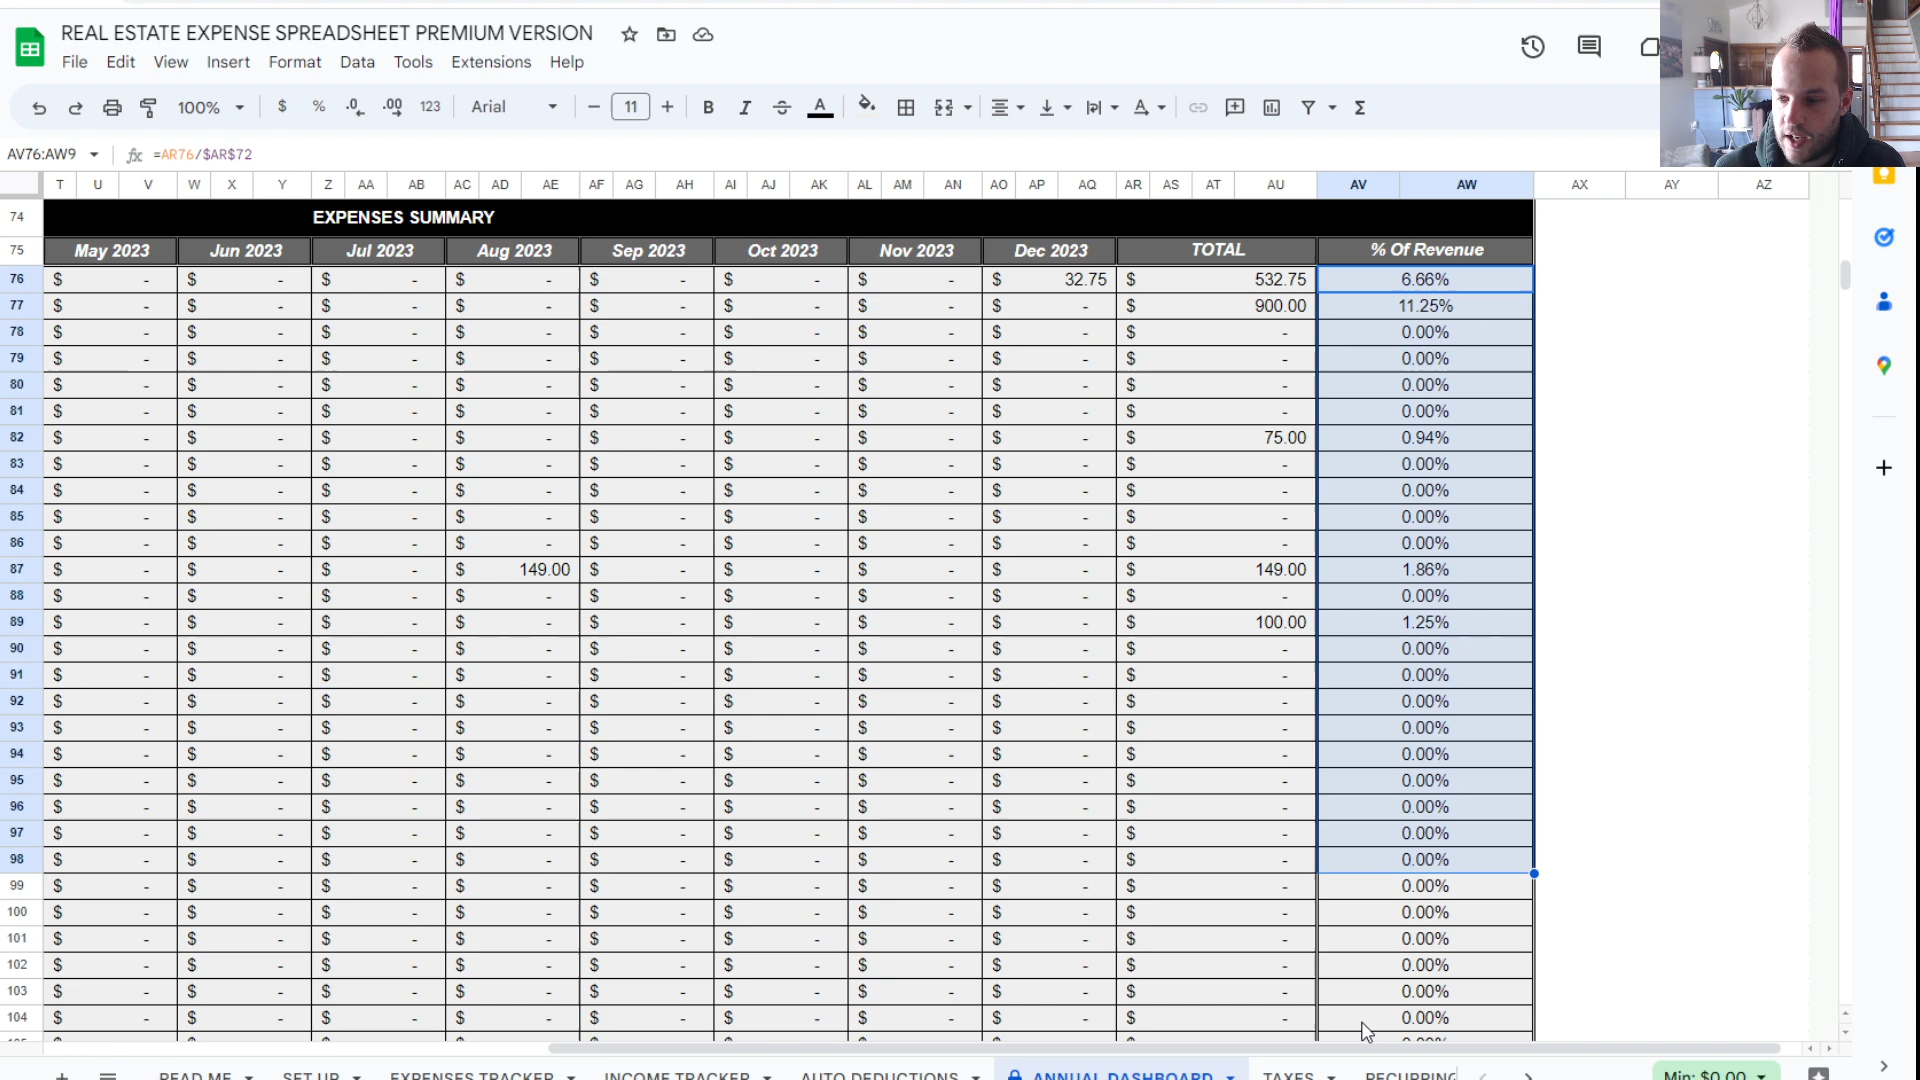 REAL ESTATE EXPENSE SPREADSHEET PREMIUM VERSION
File Edit View Insert Format Data Tools Extensions Help
100% $ % .0 .00 123 Arial 11 B I S A
AV76:AW9 fx =AR76/$AR$72
T U V W X Y Z AA AB AC AD AE AF AG AH AI AJ AK AL AM AN AO AP AQ AR AS AT AU AV AW AX AY AZ
74 EXPENSES SUMMARY
75 May 2023 Jun 2023 Jul 2023 Aug 2023 Sep 2023 Oct 2023 Nov 2023 Dec 2023 TOTAL % Of Revenue
76 $ - $ - $ - $ - $ - $ - $ - $ 32.75 $ 532.75 6.66%
77 $ - $ - $ - $ - $ - $ - $ - $ - $ 900.00 11.25%
78 $ - $ - $ - $ - $ - $ - $ - $ - $ - 0.00%
79 $ - $ - $ - $ - $ - $ - $ - $ - $ - 0.00%
80 $ - $ - $ - $ - $ - $ - $ - $ - $ - 0.00%
81 $ - $ - $ - $ - $ - $ - $ - $ - $ - 0.00%
82 $ - $ - $ - $ - $ - $ - $ - $ - $ 75.00 0.94%
83 $ - $ - $ - $ - $ - $ - $ - $ - $ - 0.00%
84 $ - $ - $ - $ - $ - $ - $ - $ - $ - 0.00%
85 $ - $ - $ - $ - $ - $ - $ - $ - $ - 0.00%
86 $ - $ - $ - $ - $ - $ - $ - $ - $ - 0.00%
87 $ - $ - $ - $ 149.00 $ - $ - $ - $ - $ 149.00 1.86%
88 $ - $ - $ - $ - $ - $ - $ - $ - $ - 0.00%
89 $ - $ - $ - $ - $ - $ - $ - $ - $ 100.00 1.25%
90 $ - $ - $ - $ - $ - $ - $ - $ - $ - 0.00%
91 $ - $ - $ - $ - $ - $ - $ - $ - $ - 0.00%
92 $ - $ - $ - $ - $ - $ - $ - $ - $ - 0.00%
93 $ - $ - $ - $ - $ - $ - $ - $ - $ - 0.00%
94 $ - $ - $ - $ - $ - $ - $ - $ - $ - 0.00%
95 $ - $ - $ - $ - $ - $ - $ - $ - $ - 0.00%
96 $ - $ - $ - $ - $ - $ - $ - $ - $ - 0.00%
97 $ - $ - $ - $ - $ - $ - $ - $ - $ - 0.00%
98 $ - $ - $ - $ - $ - $ - $ - $ - $ - 0.00%
99 $ - $ - $ - $ - $ - $ - $ - $ - $ - 0.00%
100 $ - $ - $ - $ - $ - $ - $ - $ - $ - 0.00%
101 $ - $ - $ - $ - $ - $ - $ - $ - $ - 0.00%
102 $ - $ - $ - $ - $ - $ - $ - $ - $ - 0.00%
103 $ - $ - $ - $ - $ - $ - $ - $ - $ - 0.00%
104 $ - $ - $ - $ - $ - $ - $ - $ - $ - 0.00%
READ ME SET UP EXPENSES TRACKER INCOME TRACKER AUTO DEDUCTIONS ANNUAL DASHBOARD TAXES RECURRING Min: $0.00